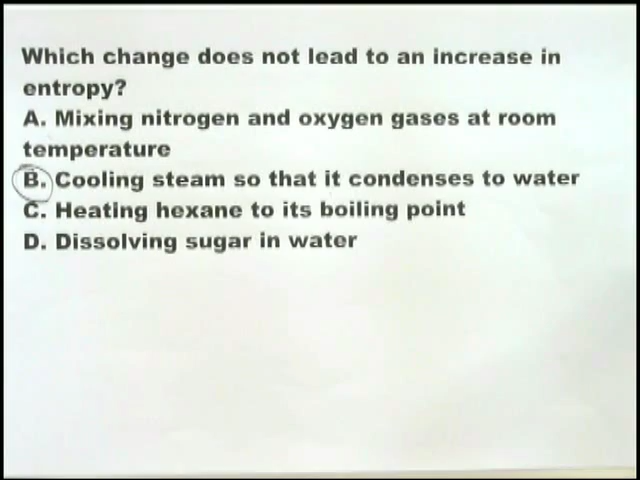 Which change does not lead to an increase in
entropy?
A. Mixing nitrogen and oxygen gases at room
temperature
B. Cooling steam so that it condenses to water
C. Heating hexane to its boiling point
D. Dissolving sugar in water